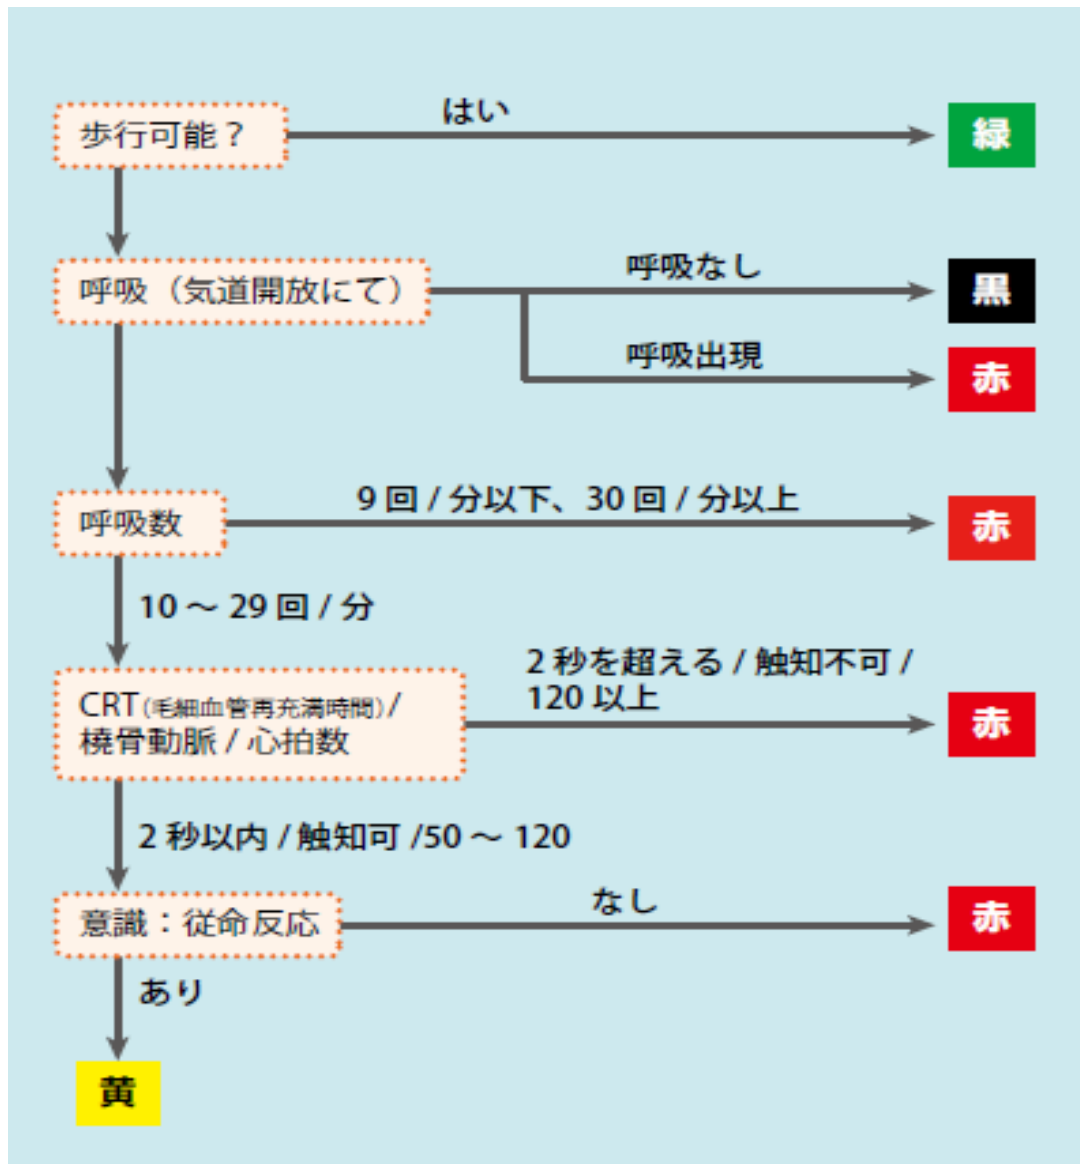 はい
歩行可能？
緑
呼吸なし
呼吸（気道開放にて）
黒
呼吸出現
赤
9 回 / 分以下、30 回 / 分以上
呼吸数
赤
10 ～ 29 回 / 分
2 秒を超える / 触知不可 /
120 以上
CRT(毛細血管再充満時間)/
橈骨動脈 / 心拍数
赤
2 秒以内 / 触知可 /50 ～ 120
なし
意識：従命反応
赤
あり
黄